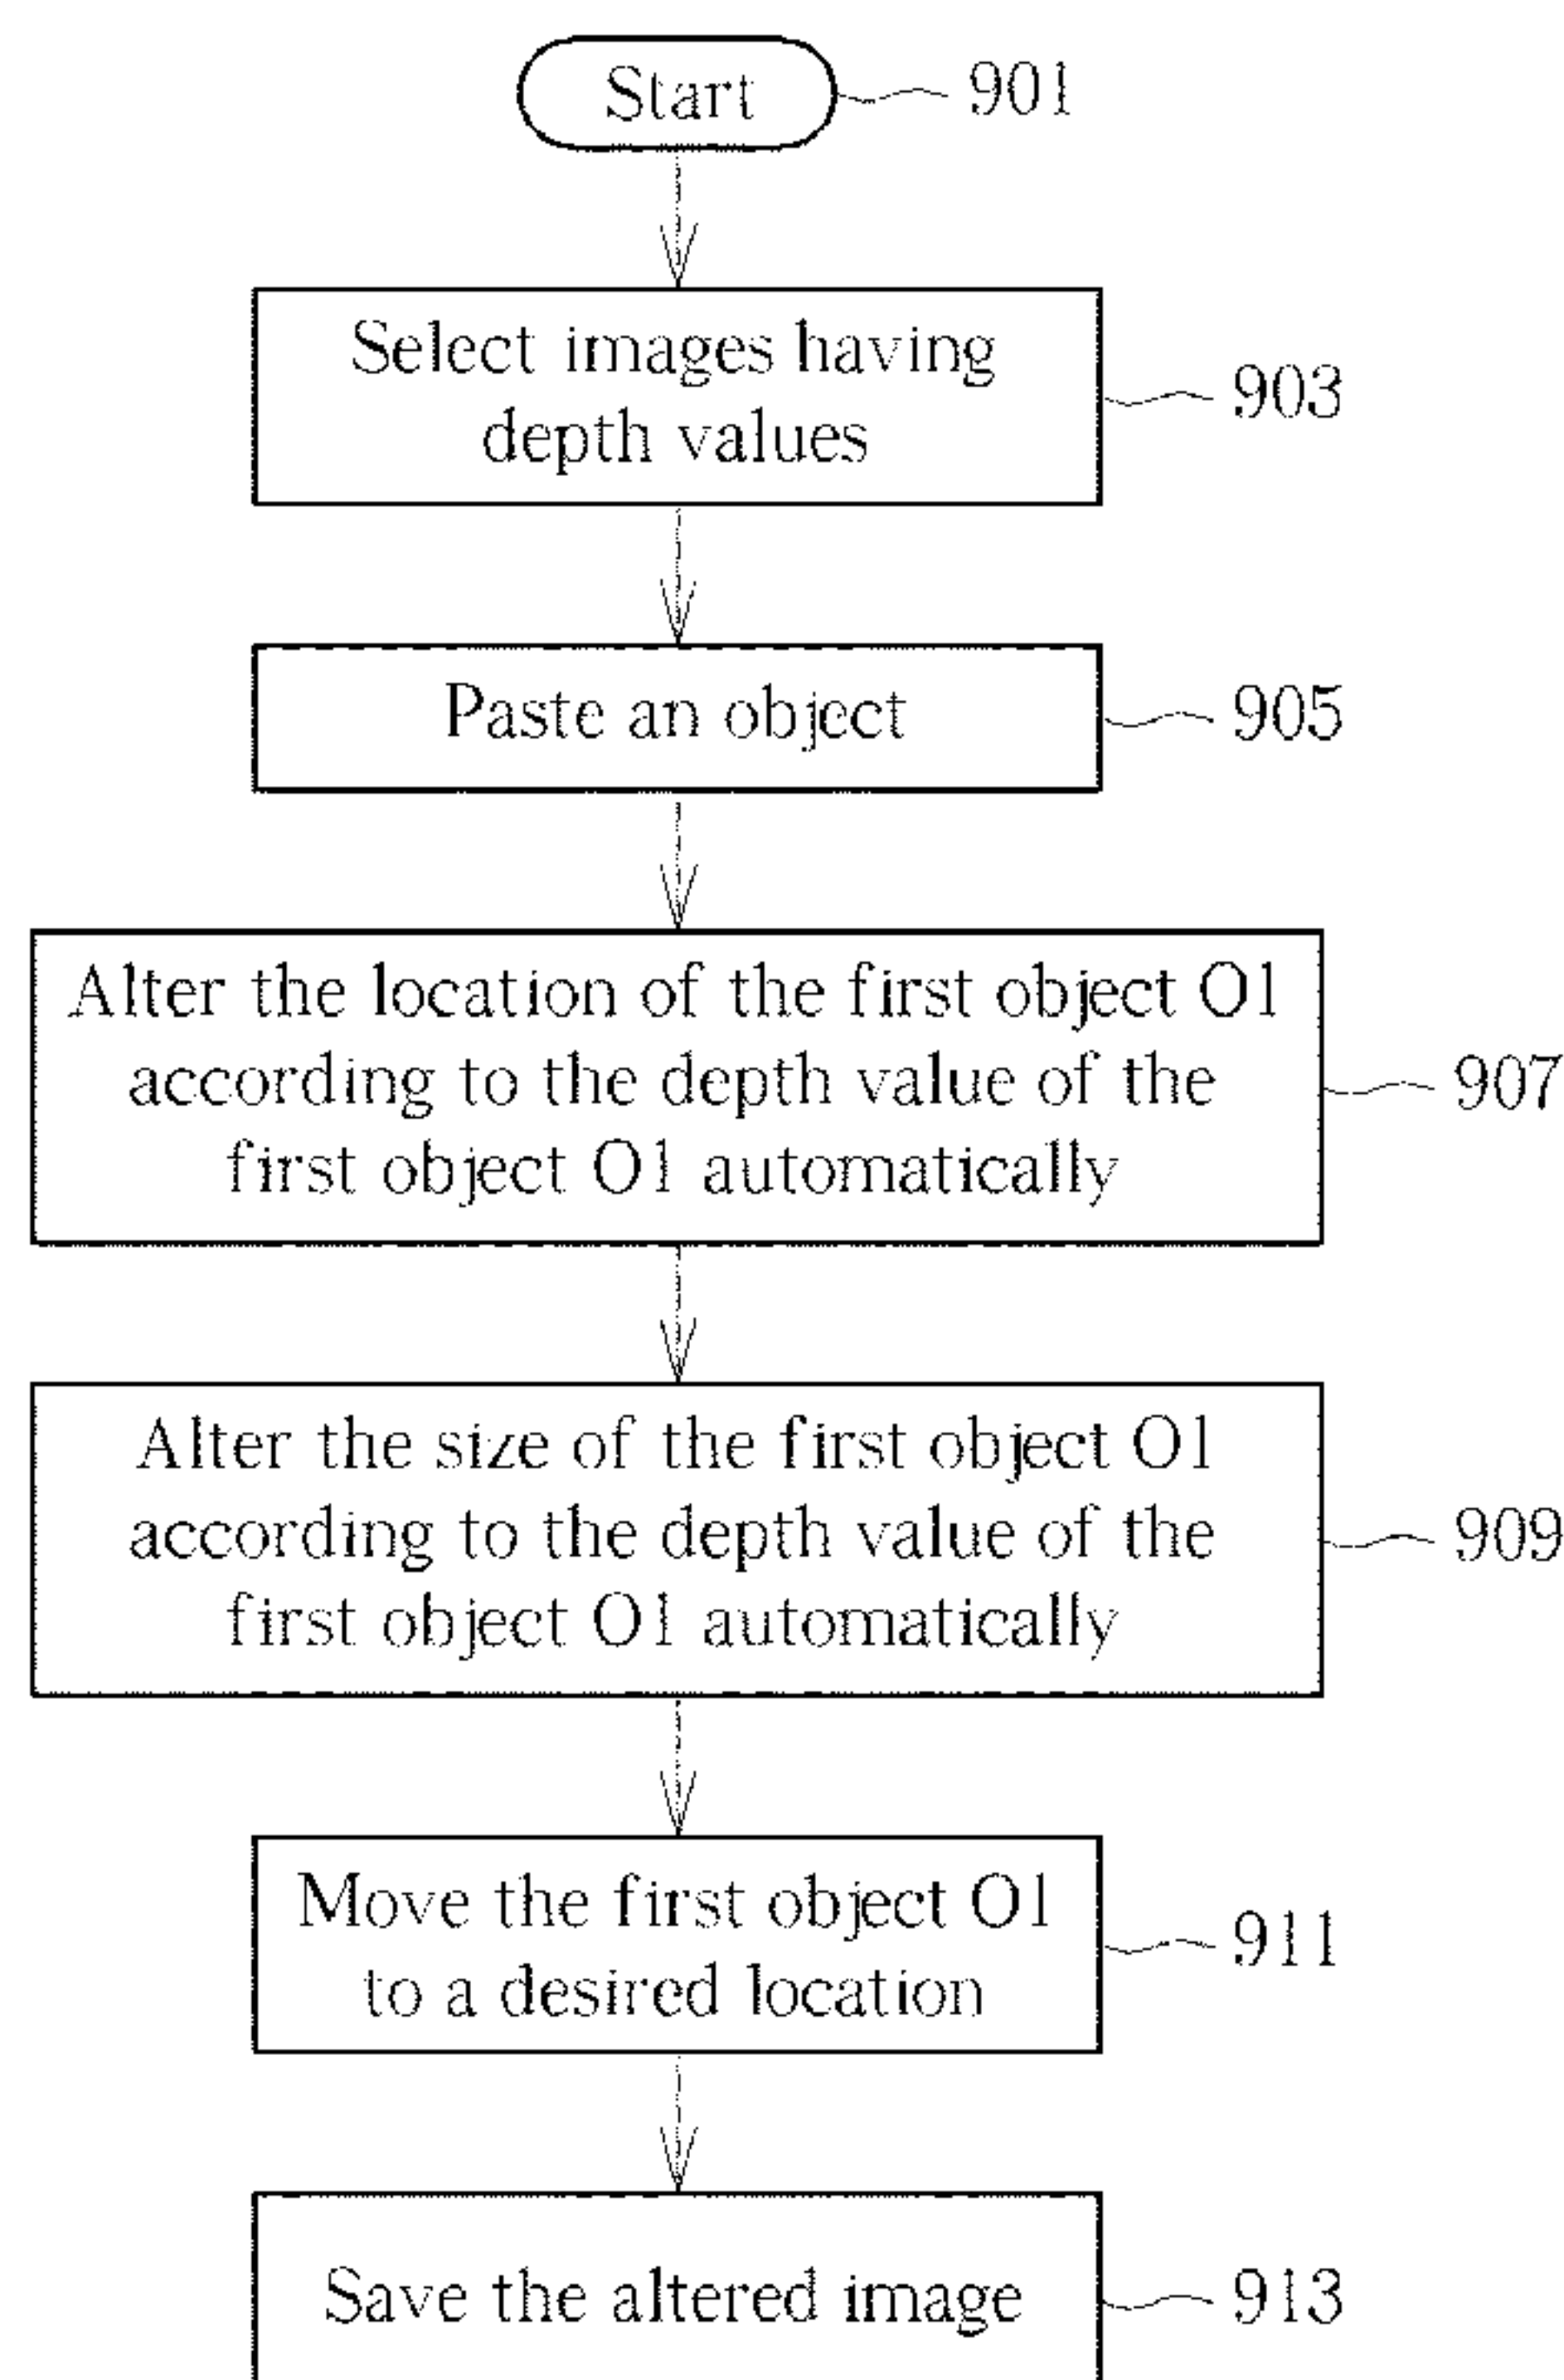 Start
901
Select images having
depth values
903
Paste an object
905
Alter the location of the first object O1
according to the depth value of the
first object O1 automatically
907
Alter the size of the first object O1
according to the depth value of the
first object O1 automatically
909
Move the first object O1
to a desired location
911
Save the altered image
913